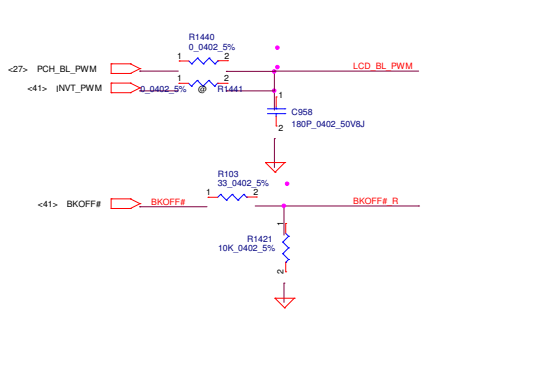 R1440
0_0402_5%
1 2
<27> PCH_BL_PWM LCD_BL_PWM
1 2
<41> INVT_PWM 0_0402_5% @ R1441
1
C958
180P_0402_50V8J
2
R103
33_0402_5%
1 2
<41> BKOFF# BKOFF# BKOFF#_R
1
R1421
10K_0402_5%
2